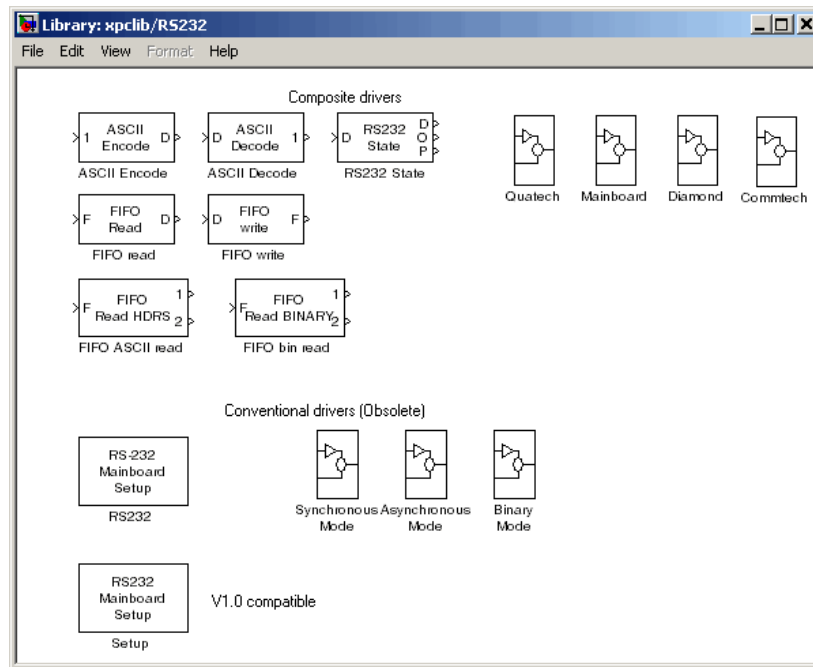 Library: xpclib/RS232
File Edit View Format Help
Composite drivers
1 ASCII Encode D
ASCII Encode
D ASCII Decode 1
ASCII Decode
D RS232 State D O P
RS232 State
Quatech
Mainboard
Diamond
Commtech
F FIFO Read D
FIFO read
D FIFO write F
FIFO write
F FIFO Read HDRS 1 2
FIFO ASCII read
F FIFO Read BINARY 1 2
FIFO bin read
Conventional drivers (Obsolete)
RS-232
Mainboard
Setup
RS232
Synchronous Mode
Asynchronous Mode
Binary Mode
RS232
Mainboard
Setup
Setup
V1.0 compatible